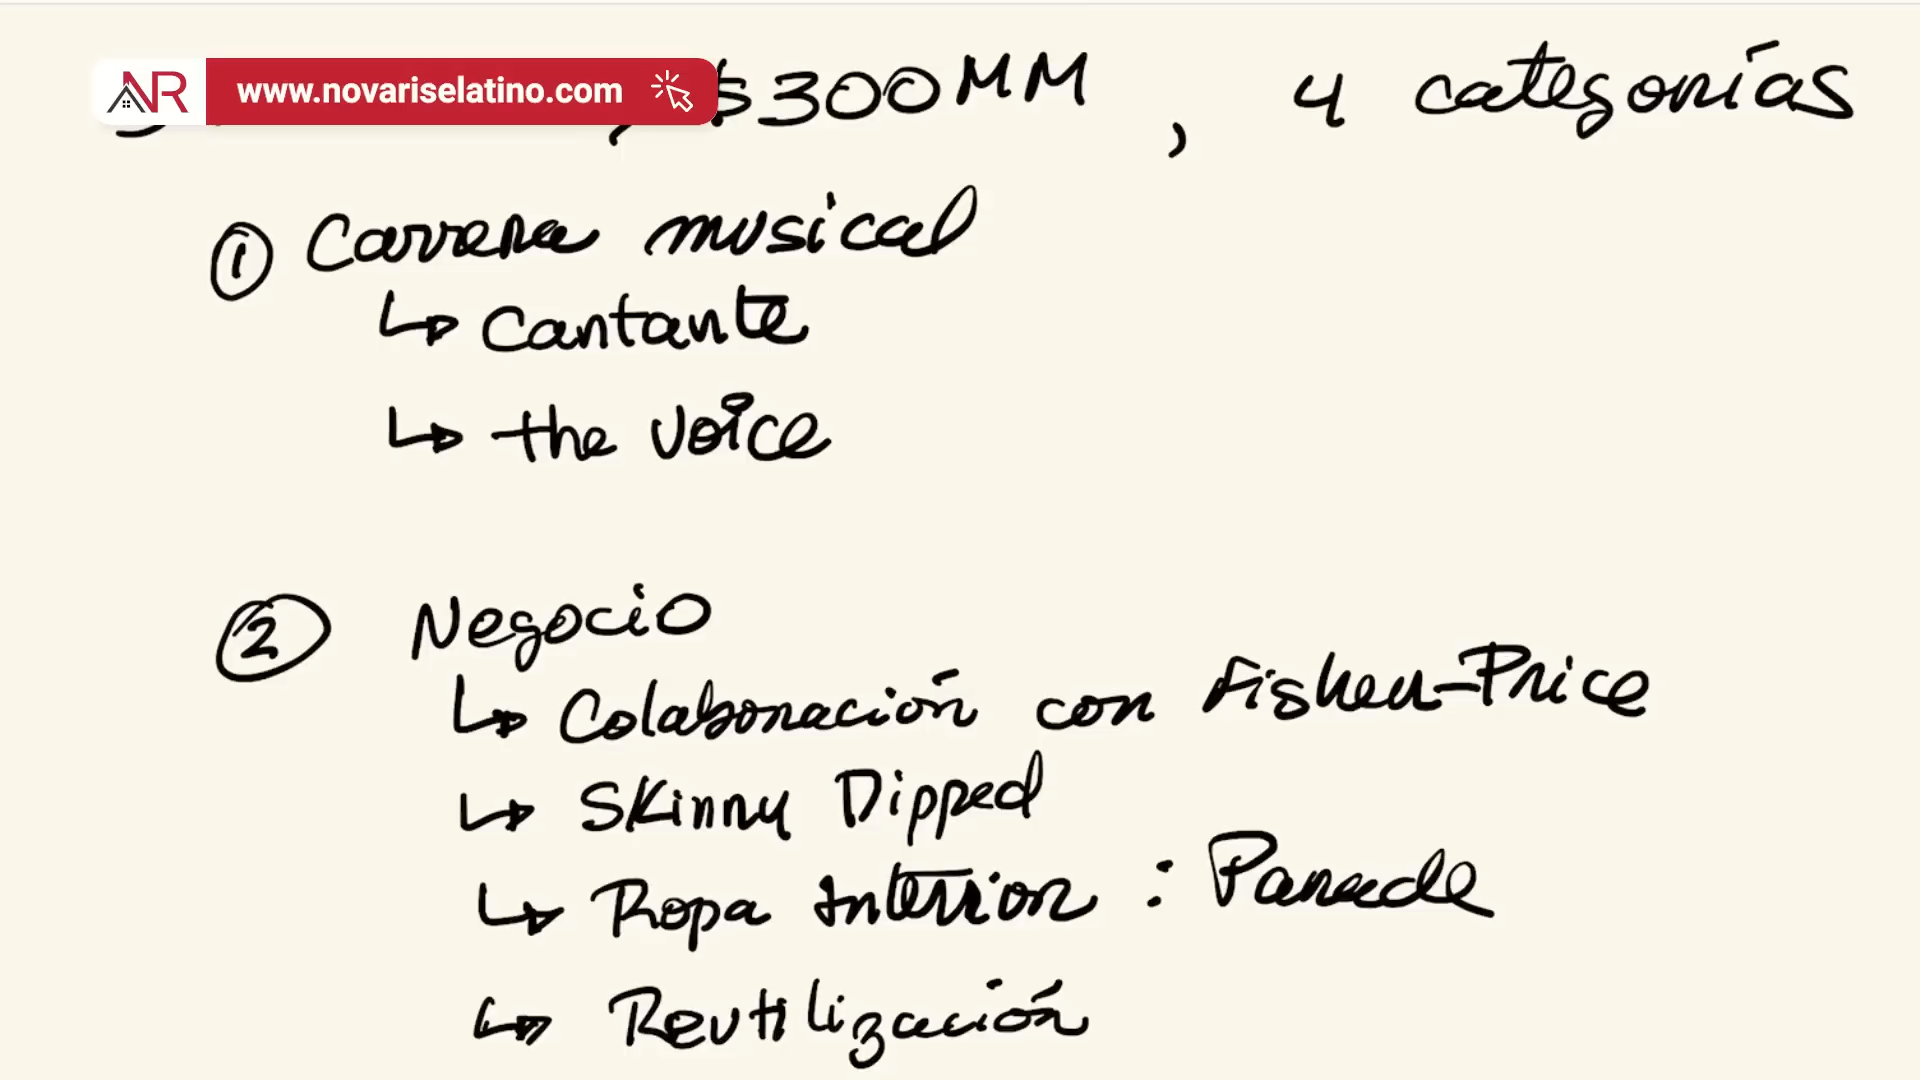 NR www.novariselatino.com
$300MM, 4 categorías
① Carrera musical
↳ Cantante
↳ the voice
② Negocio
↳ Colaboración con Fisher-Price
↳ Skinny Dipped
↳ Ropa Interior : Parade
↳ Reutilización